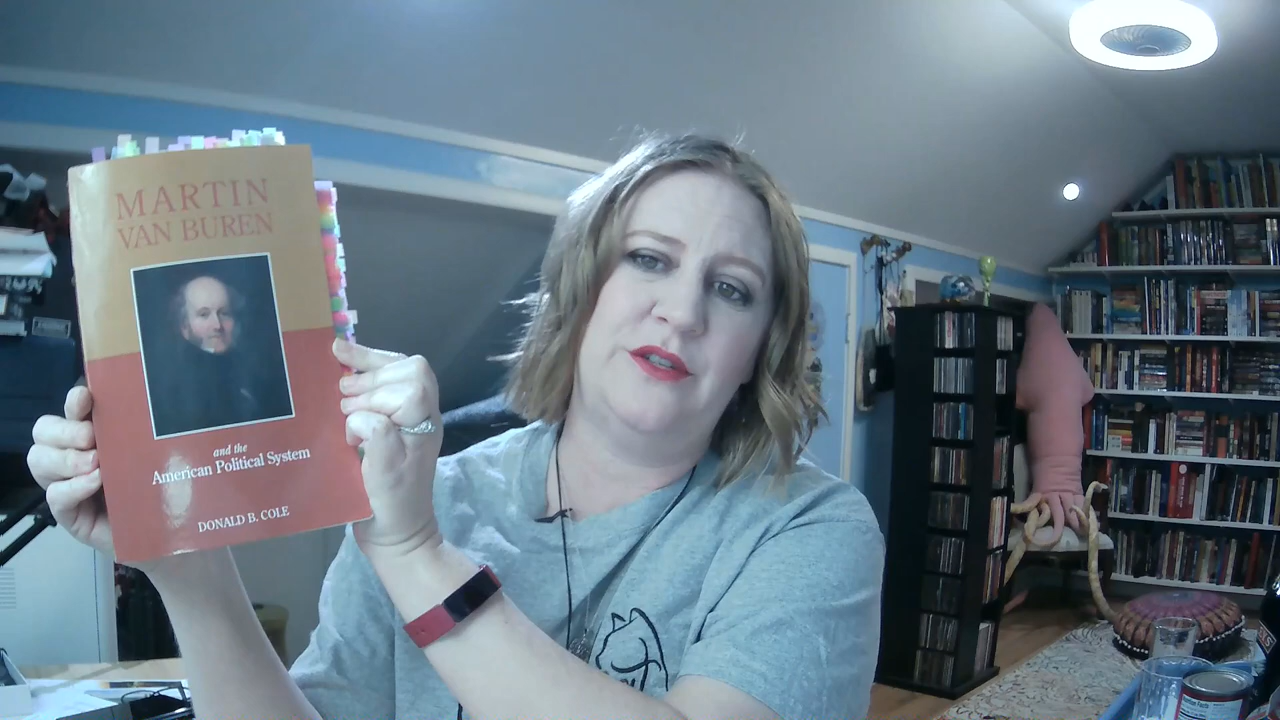 MARTIN
VAN BUREN
and the
American Political System
DONALD B. COLE